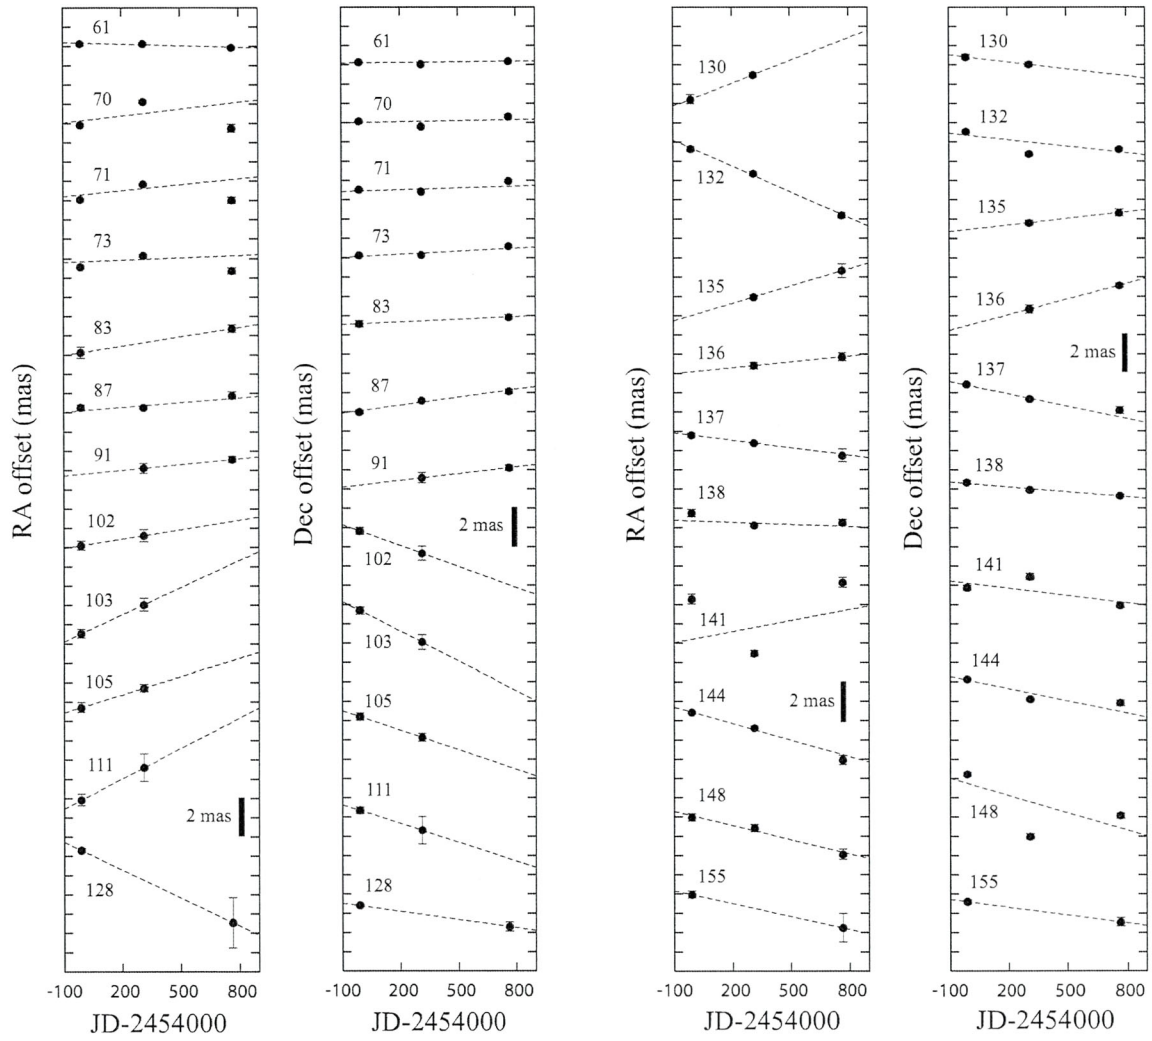 RA offset (mas)
61
70
71
73
83
87
91
102
103
105
111
2 mas
128
-100 200 500 800
JD-2454000
Dec offset (mas)
61
70
71
73
83
87
91
2 mas
102
103
105
111
128
-100 200 500 800
JD-2454000
RA offset (mas)
130
132
135
136
137
138
141
2 mas
144
148
155
-100 200 500 800
JD-2454000
Dec offset (mas)
130
132
135
136
2 mas
137
138
141
144
148
155
-100 200 500 800
JD-2454000